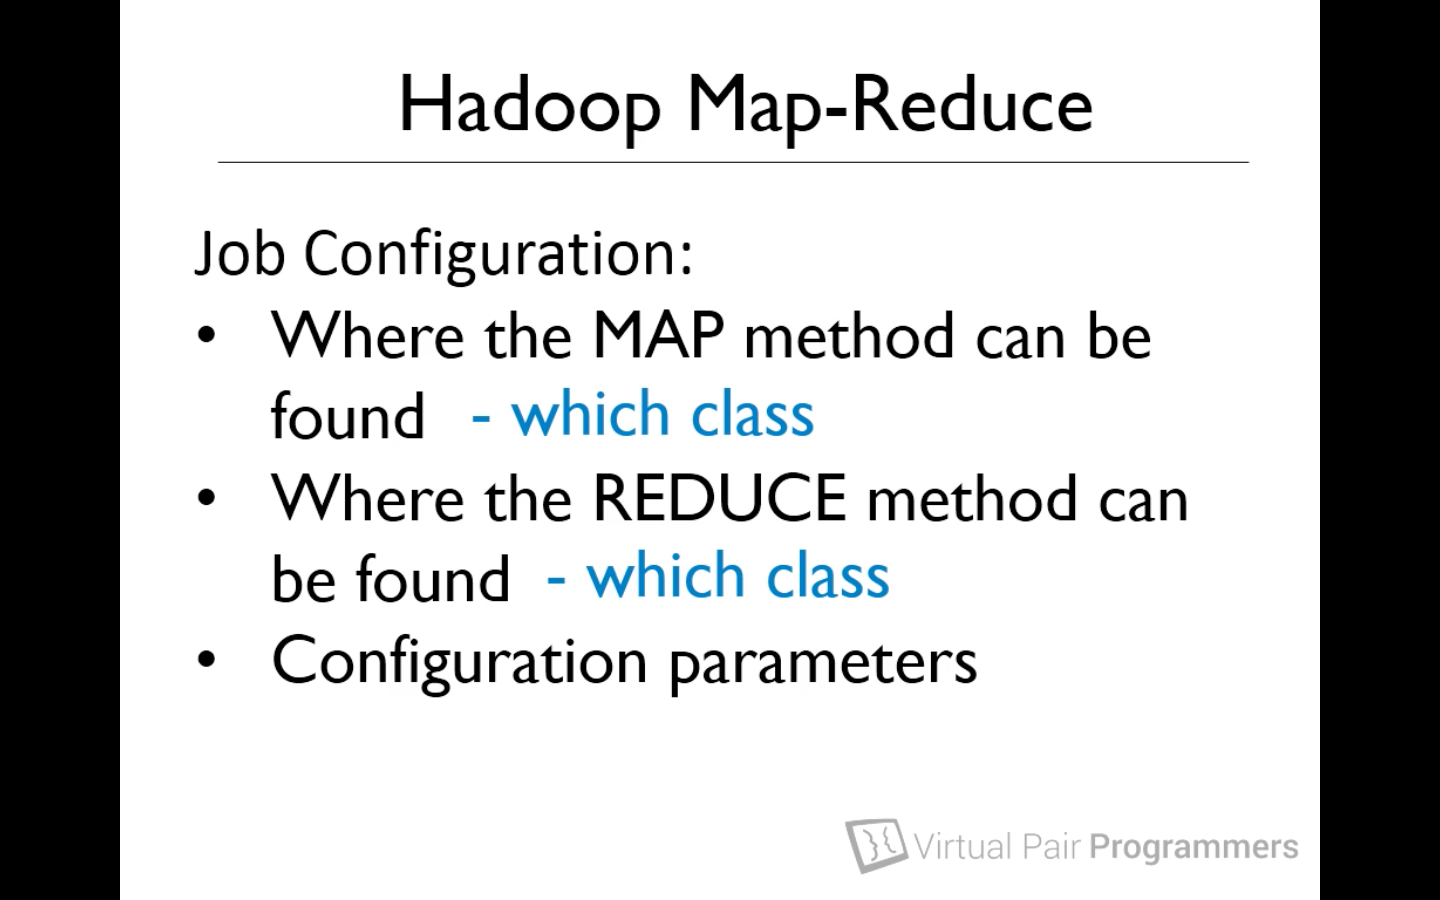 Hadoop Map-Reduce
Job Configuration:
• Where the MAP method can be
found - which class
• Where the REDUCE method can
be found - which class
• Configuration parameters
Virtual Pair Programmers